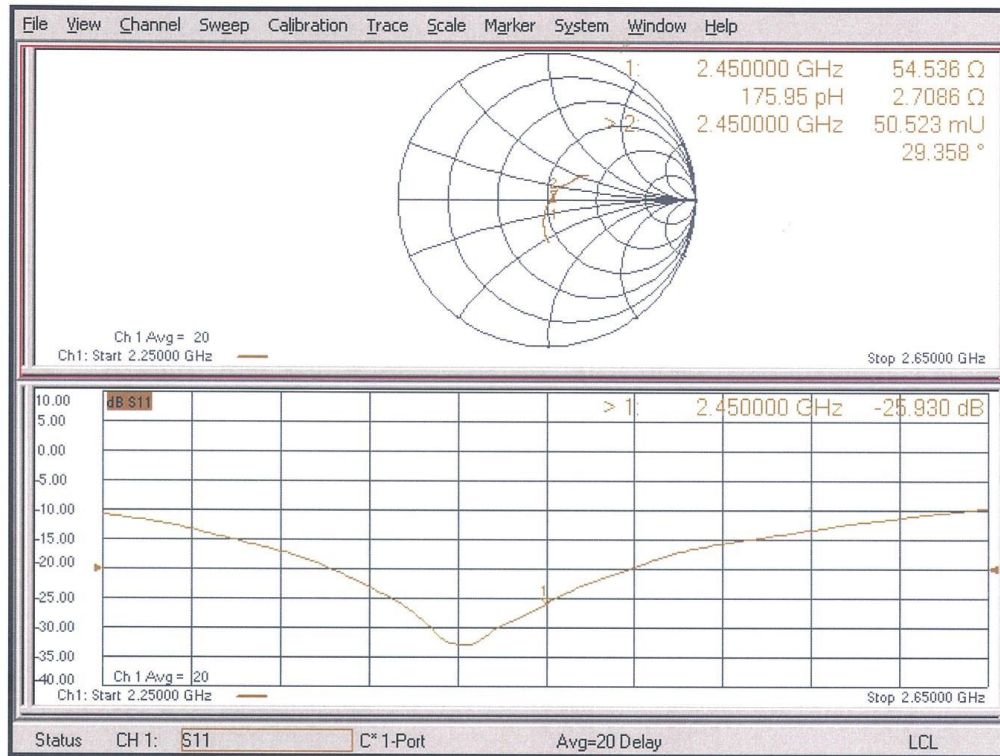 File View Channel Sweep Calibration Trace Scale Marker System Window Help
1: 2.450000 GHz 54.536 Ω
175.95 pH 2.7086 Ω
> 2: 2.450000 GHz 50.523 mU
29.358 °
2
1
Ch 1 Avg = 20
Ch1: Start 2.25000 GHz Stop 2.65000 GHz
10.00 dB S11 > 1: 2.450000 GHz -25.930 dB
5.00
0.00
-5.00
-10.00
-15.00
-20.00
-25.00
1
-30.00
-35.00
-40.00 Ch 1 Avg = 20
Ch1: Start 2.25000 GHz Stop 2.65000 GHz
Status CH 1: S11 C* 1-Port Avg=20 Delay LCL